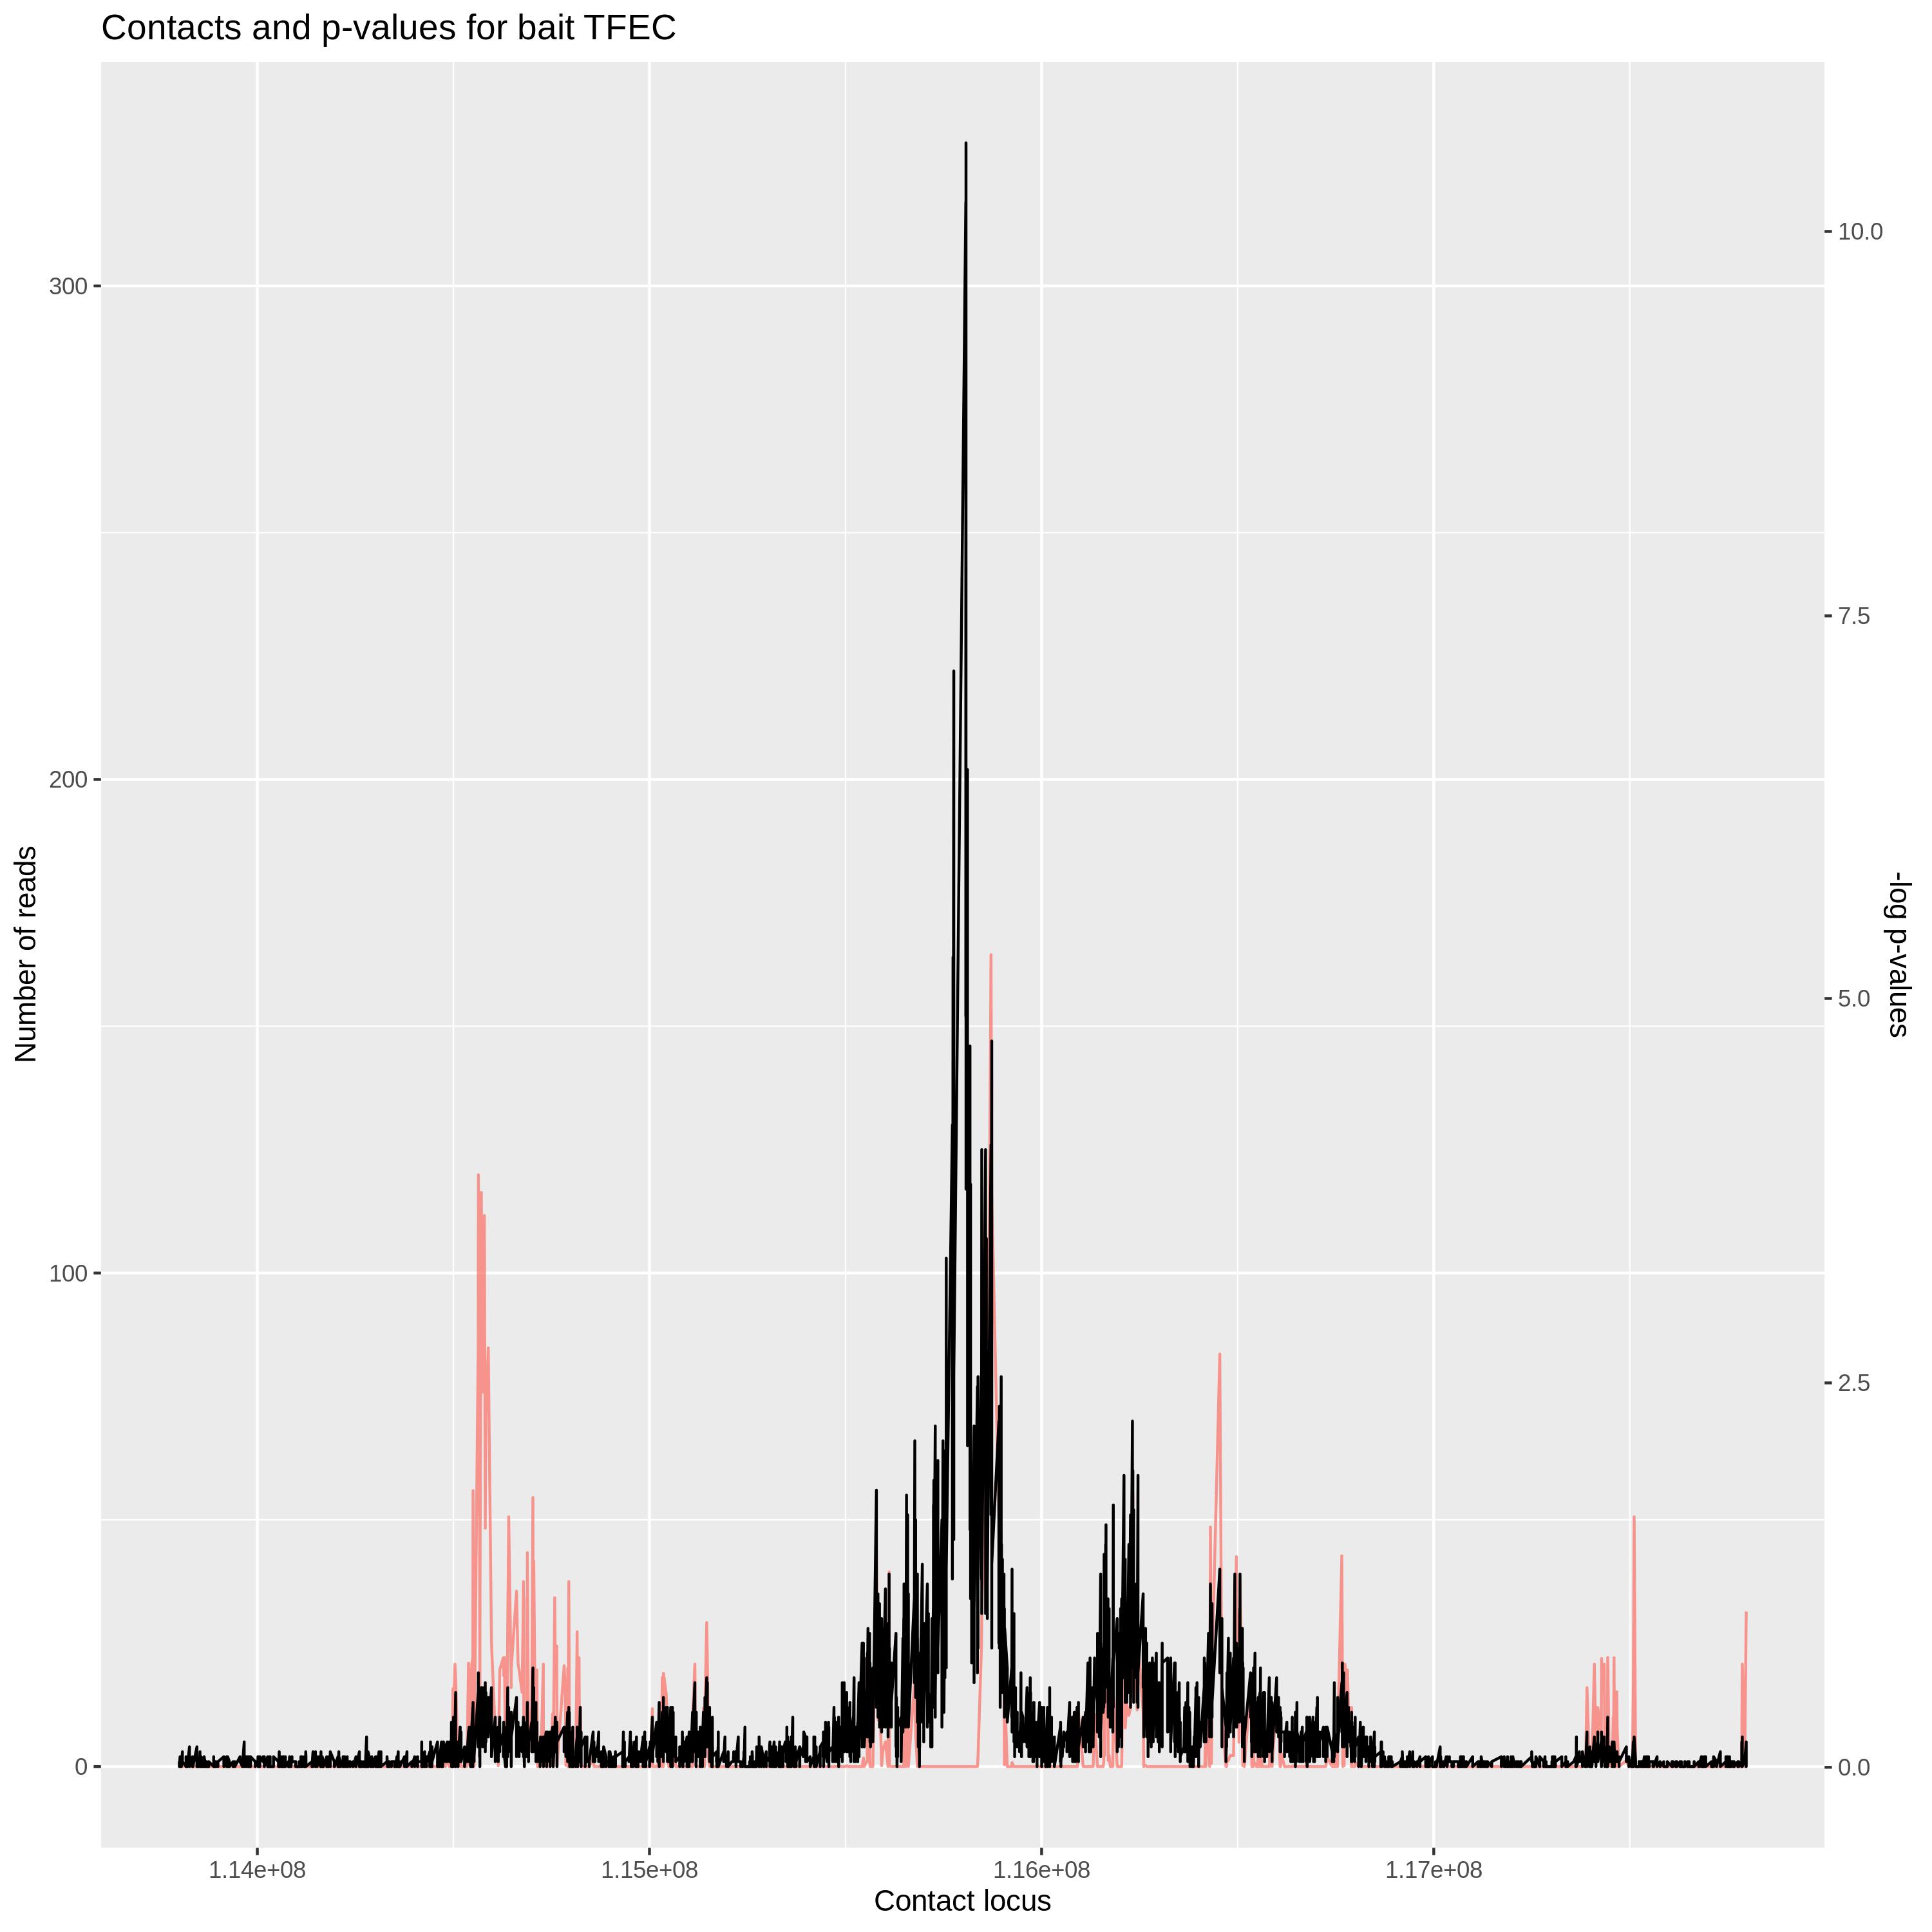 Contacts and p-values for bait TFEC
Number of reads
300
200
100
0
10.0
7.5
5.0
2.5
0.0
-log p-values
1.14e+08
1.15e+08
1.16e+08
1.17e+08
Contact locus